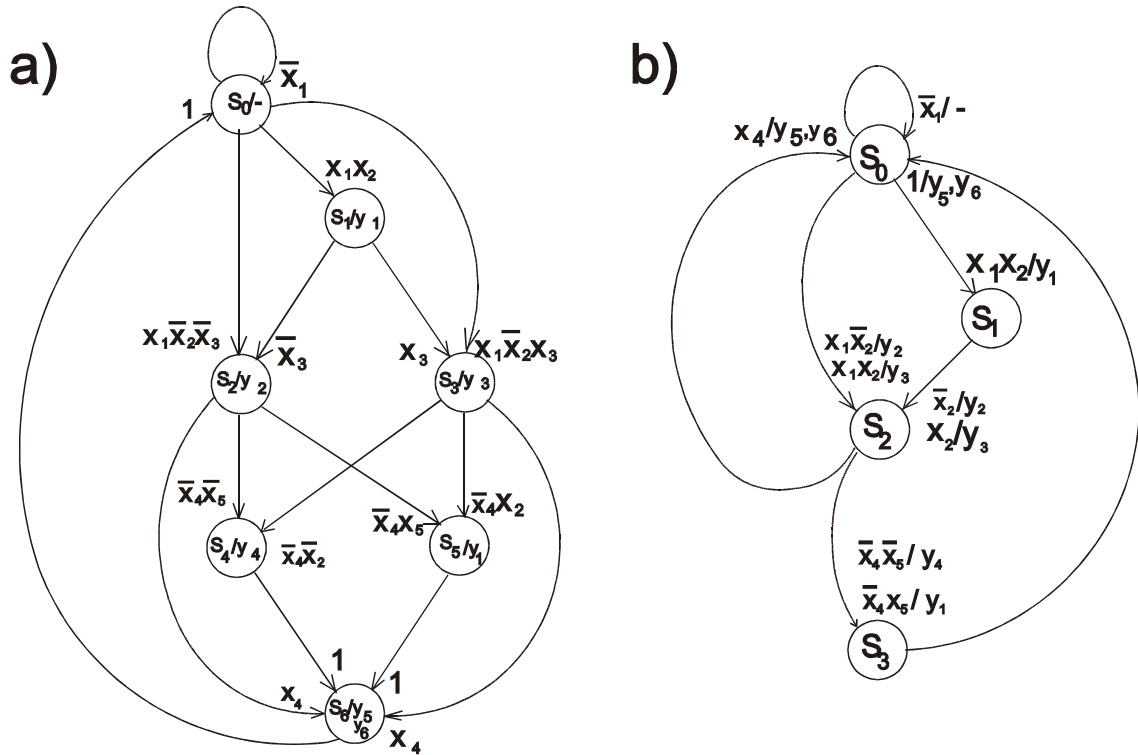 a)
x̅₁
1
S₀/-
x₁x₂
S₁/y₁
x₁x̅₂x̅₃
x̅₃
x₃
x₁x̅₂x₃
S₂/y₂
S₃/y₃
x̅₄x̅₅
x̅₄x₅
x̅₄x₂
S₄/y₄
x̅₄x̅₂
S₅/y₁
1
1
x₄
S₆/y₅
y₆
x₄
b)
x̅₁/-
x₄/y₅,y₆
S₀
1/y₅,y₆
x₁x₂/y₁
S₁
x₁x̅₂/y₂
x₁x₂/y₃
x̅₂/y₂
x₂/y₃
S₂
x̅₄x̅₅/y₄
x̅₄x₅/y₁
S₃